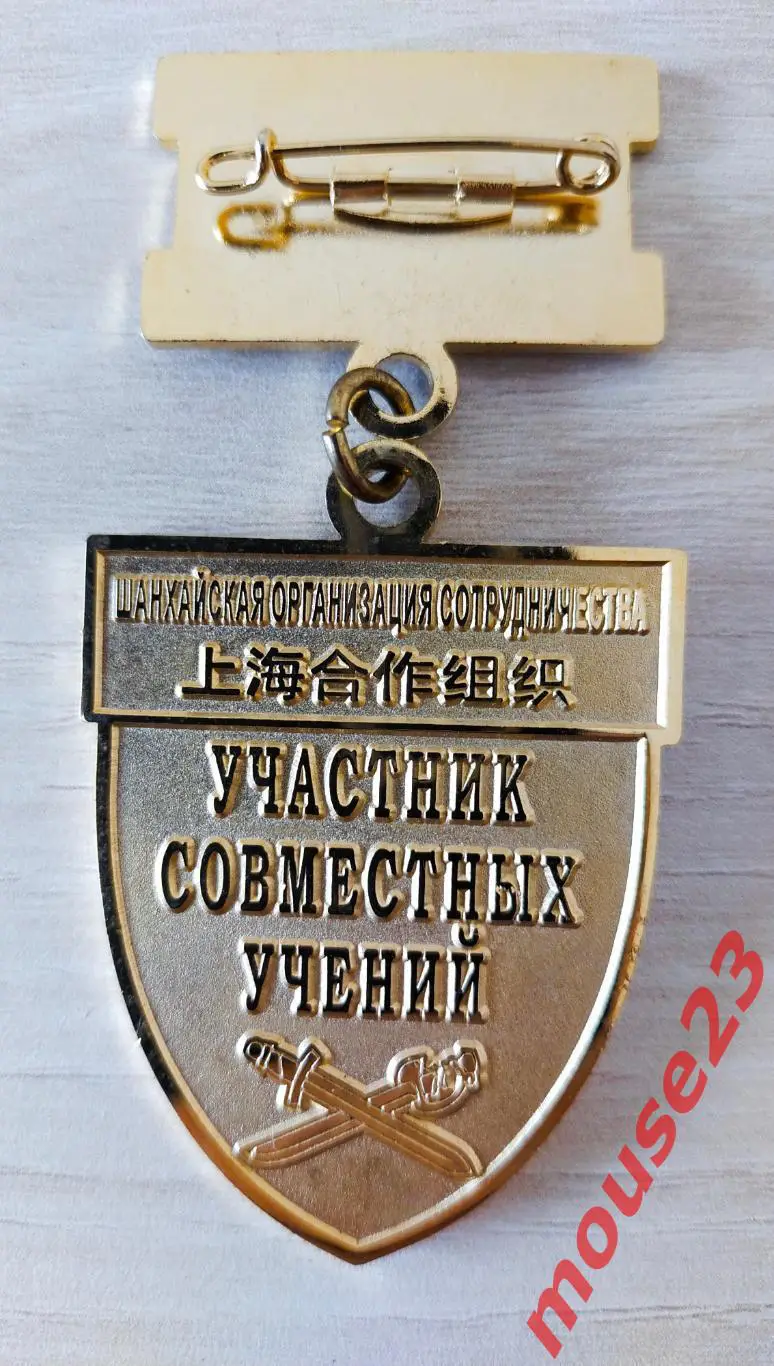 ШАНХАЙСКАЯ ОРГАНИЗАЦИЯ СОТРУДНИЧЕСТВА
上海合作组织
УЧАСТНИК
СОВМЕСТНЫХ
УЧЕНИЙ
mouse23